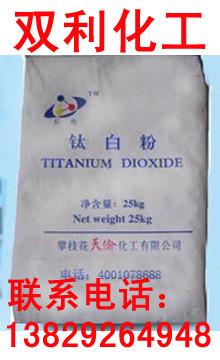 双利化工
TM
钛白粉
TITANIUM DIOXIDE
净含量：25kg
Net weight 25kg
攀枝花天伦化工有限公司
电话：4001078688
联系电话：
13829264948